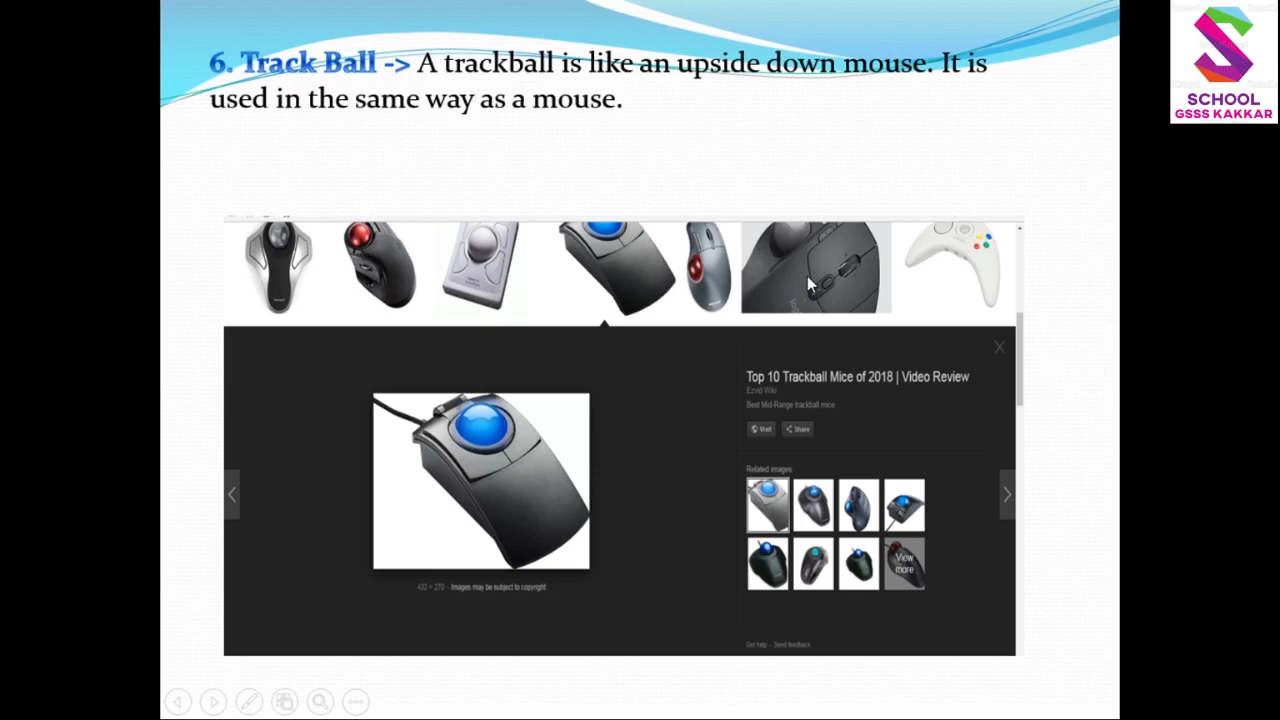 6. Track Ball -> A trackball is like an upside down mouse. It is
used in the same way as a mouse.
SCHOOL
GSSS KAKKAR
X
Top 10 Trackball Mice of 2018 | Video Review
Ezvid Wiki
Best Mid-Range trackball mice
Visit
Share
Related images:
View
more
Images may be subject to copyright
Get help - Send feedback